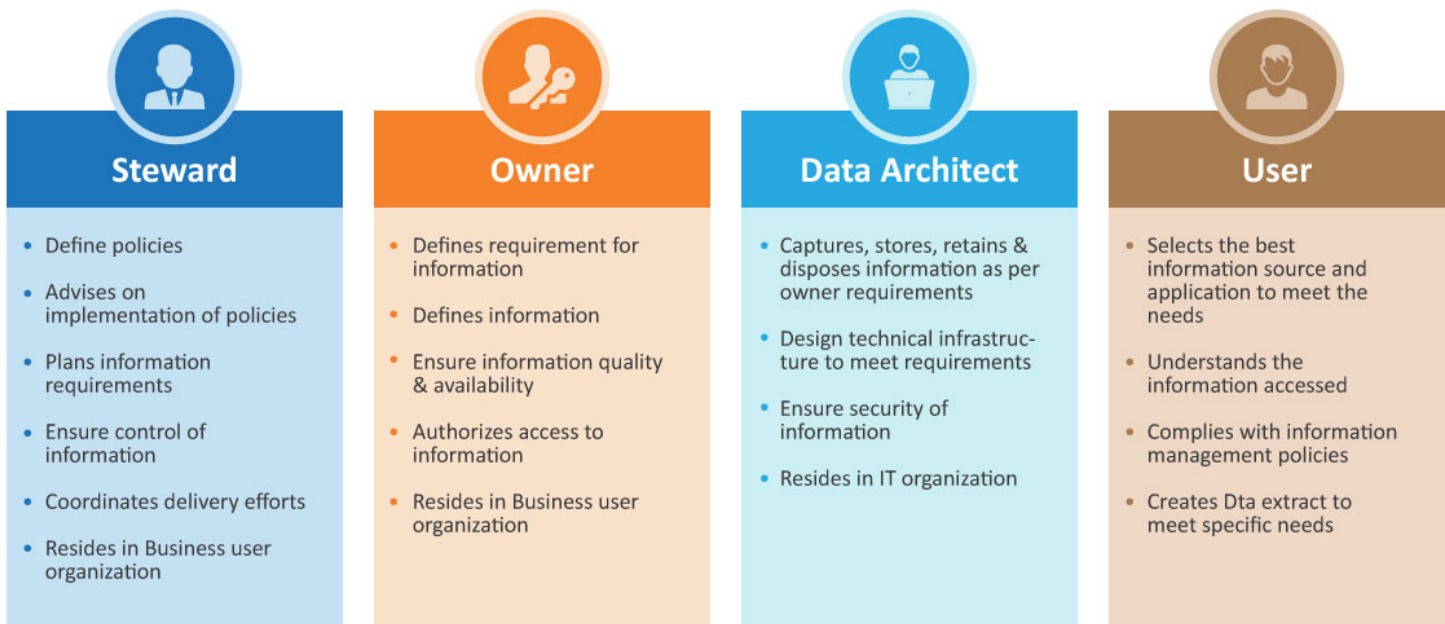 Steward
• Define policies
• Advises on
implementation of policies
• Plans information
requirements
• Ensure control of
information
• Coordinates delivery efforts
• Resides in Business user
organization
Owner
• Defines requirement for
information
• Defines information
• Ensure information quality
& availability
• Authorizes access to
information
• Resides in Business user
organization
Data Architect
• Captures, stores, retains &
disposes information as per
owner requirements
• Design technical infrastruc-
ture to meet requirements
• Ensure security of
information
• Resides in IT organization
User
• Selects the best
information source and
application to meet the
needs
• Understands the
information accessed
• Complies with information
management policies
• Creates Dta extract to
meet specific needs